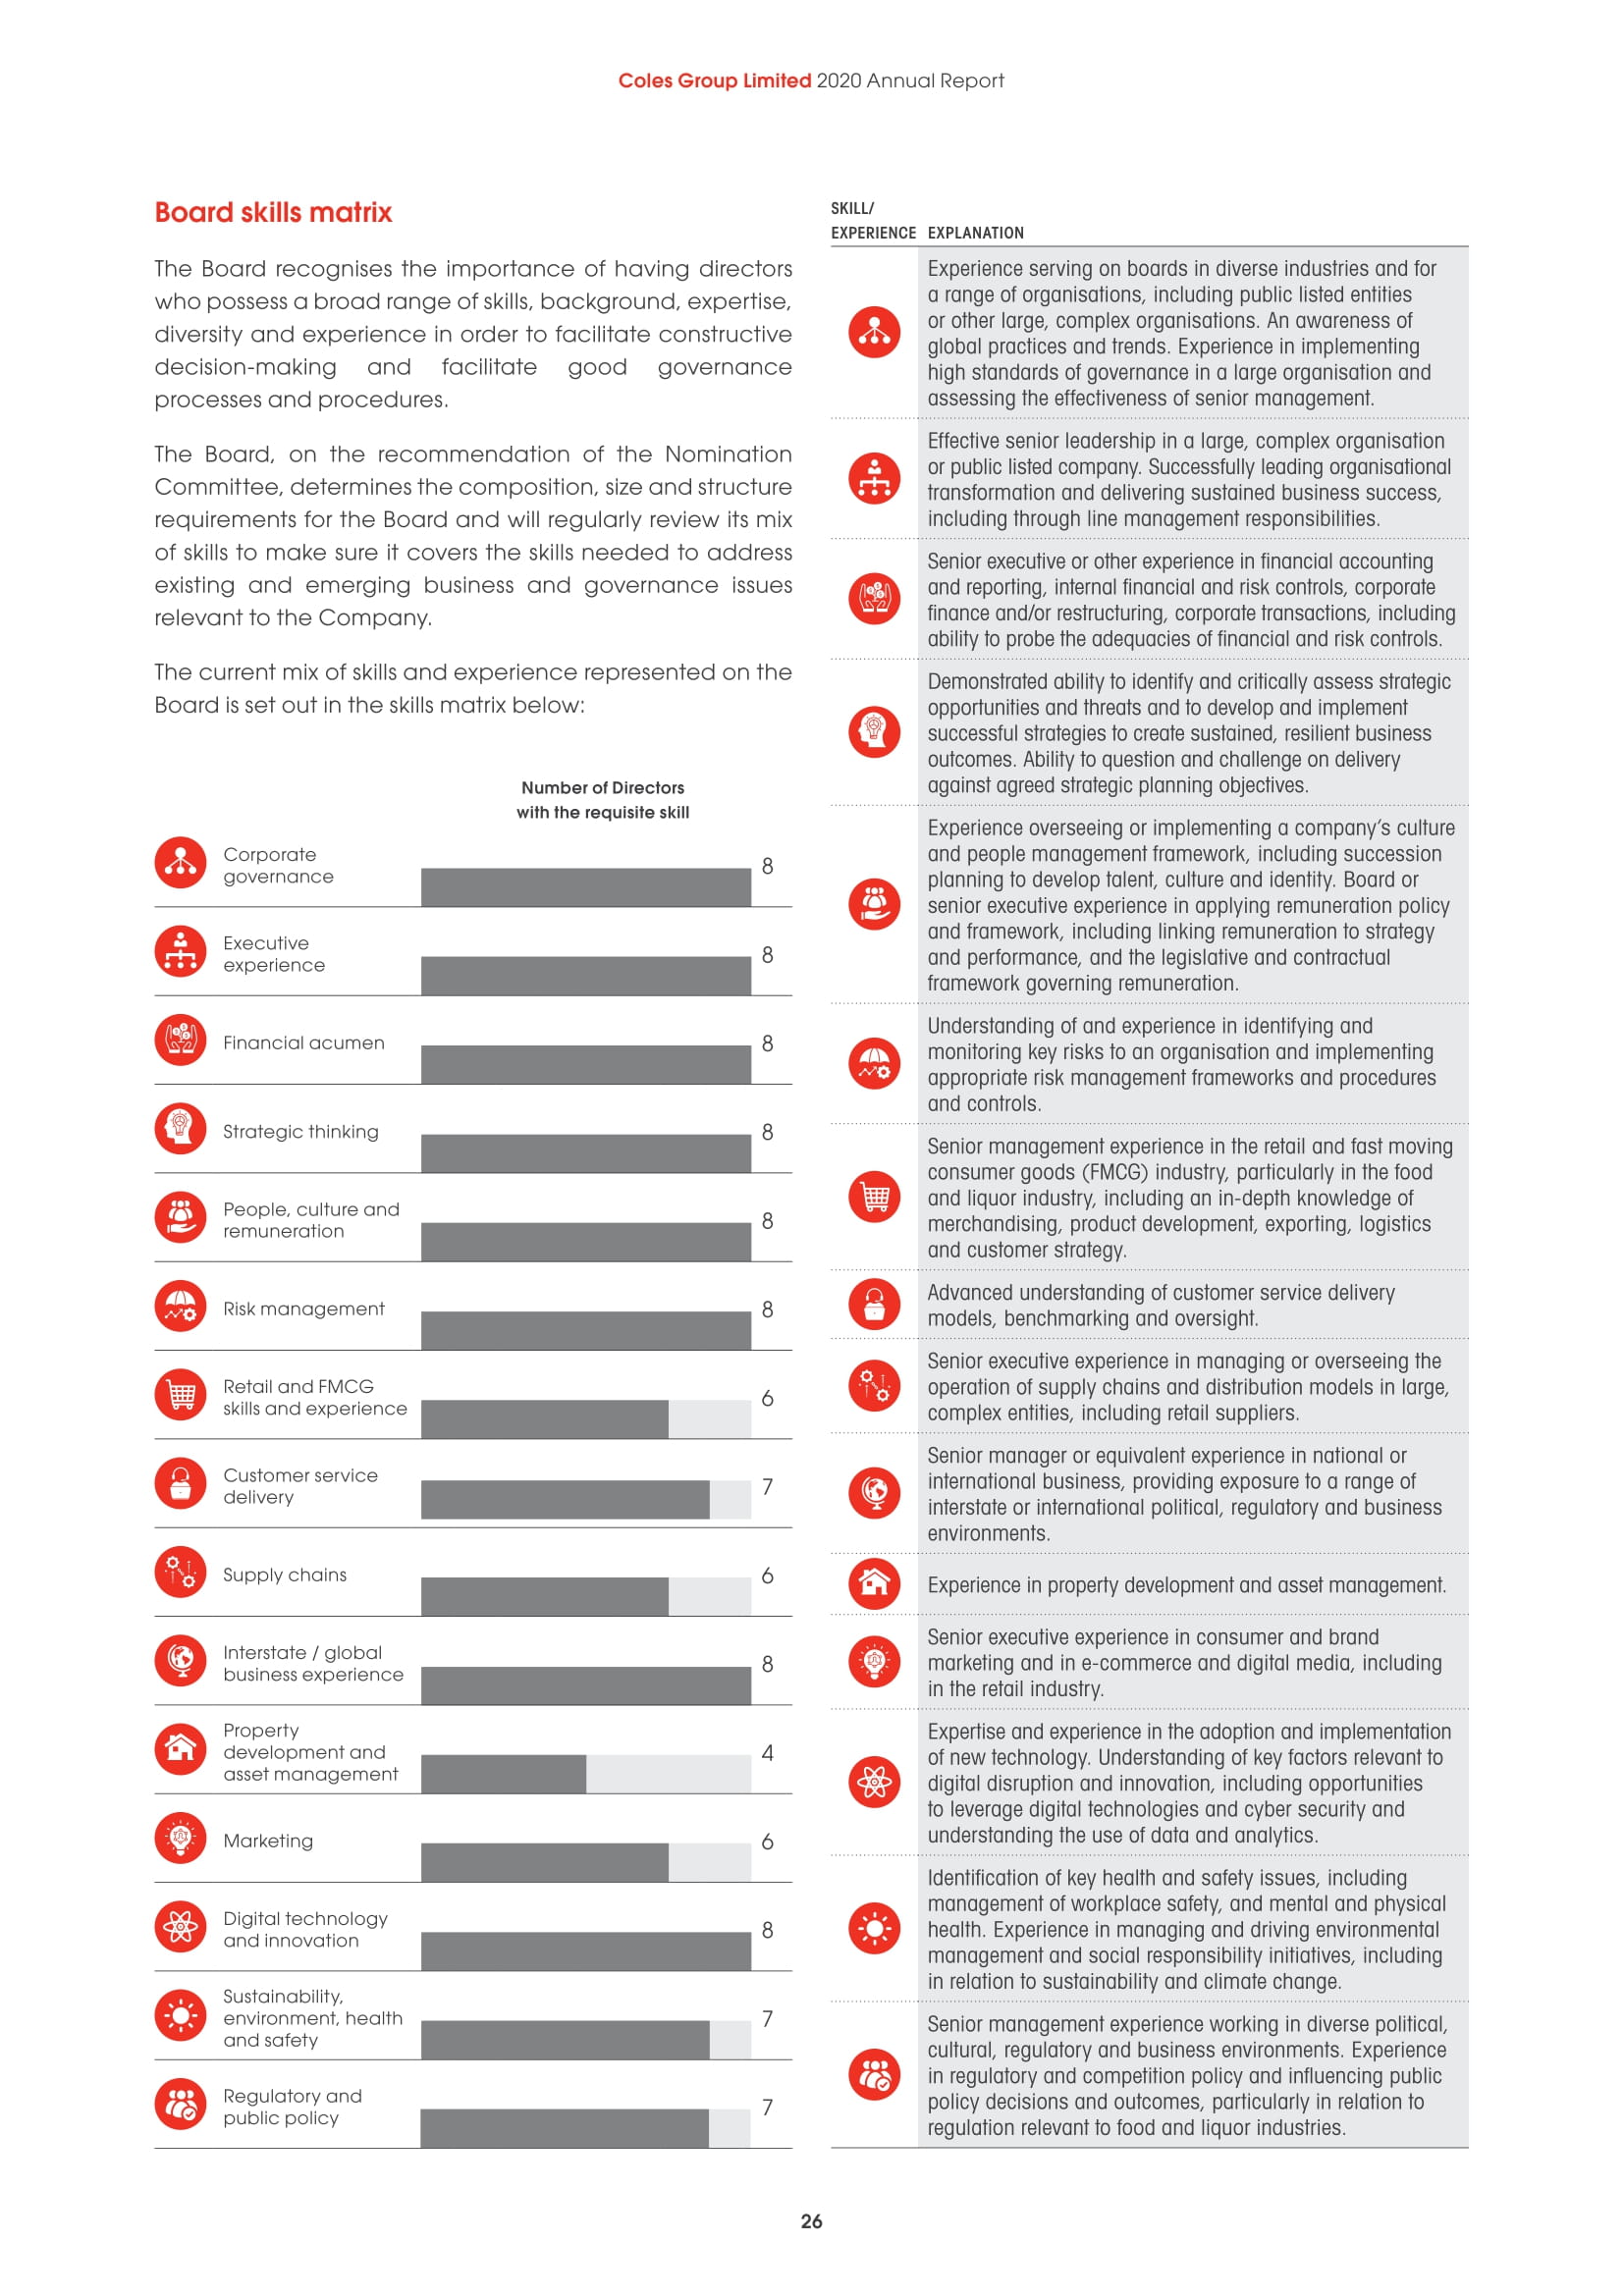 Coles Group Limited 2020 Annual Report
Board skills matrix
The Board recognises the importance of having directors
who possess a broad range of skills, background, expertise,
diversity and experience in order to facilitate constructive
decision-making and facilitate good governance
processes and procedures.
The Board, on the recommendation of the Nomination
Committee, determines the composition, size and structure
requirements for the Board and will regularly review its mix
of skills to make sure it covers the skills needed to address
existing and emerging business and governance issues
relevant to the Company.
The current mix of skills and experience represented on the
Board is set out in the skills matrix below:
Number of Directors
with the requisite skill
Corporate
governance
8
Executive
experience
8
Financial acumen
8
Strategic thinking
8
People, culture and
remuneration
8
Risk management
8
Retail and FMCG
skills and experience
6
Customer service
delivery
7
Supply chains
6
Interstate / global
business experience
8
Property
development and
asset management
4
Marketing
6
Digital technology
and innovation
8
Sustainability,
environment, health
and safety
7
Regulatory and
public policy
7
SKILL/
EXPERIENCE EXPLANATION
Experience serving on boards in diverse industries and for
a range of organisations, including public listed entities
or other large, complex organisations. An awareness of
global practices and trends. Experience in implementing
high standards of governance in a large organisation and
assessing the effectiveness of senior management.
Effective senior leadership in a large, complex organisation
or public listed company. Successfully leading organisational
transformation and delivering sustained business success,
including through line management responsibilities.
Senior executive or other experience in financial accounting
and reporting, internal financial and risk controls, corporate
finance and/or restructuring, corporate transactions, including
ability to probe the adequacies of financial and risk controls.
Demonstrated ability to identify and critically assess strategic
opportunities and threats and to develop and implement
successful strategies to create sustained, resilient business
outcomes. Ability to question and challenge on delivery
against agreed strategic planning objectives.
Experience overseeing or implementing a company’s culture
and people management framework, including succession
planning to develop talent, culture and identity. Board or
senior executive experience in applying remuneration policy
and framework, including linking remuneration to strategy
and performance, and the legislative and contractual
framework governing remuneration.
Understanding of and experience in identifying and
monitoring key risks to an organisation and implementing
appropriate risk management frameworks and procedures
and controls.
Senior management experience in the retail and fast moving
consumer goods (FMCG) industry, particularly in the food
and liquor industry, including an in-depth knowledge of
merchandising, product development, exporting, logistics
and customer strategy.
Advanced understanding of customer service delivery
models, benchmarking and oversight.
Senior executive experience in managing or overseeing the
operation of supply chains and distribution models in large,
complex entities, including retail suppliers.
Senior manager or equivalent experience in national or
international business, providing exposure to a range of
interstate or international political, regulatory and business
environments.
Experience in property development and asset management.
Senior executive experience in consumer and brand
marketing and in e-commerce and digital media, including
in the retail industry.
Expertise and experience in the adoption and implementation
of new technology. Understanding of key factors relevant to
digital disruption and innovation, including opportunities
to leverage digital technologies and cyber security and
understanding the use of data and analytics.
Identification of key health and safety issues, including
management of workplace safety, and mental and physical
health. Experience in managing and driving environmental
management and social responsibility initiatives, including
in relation to sustainability and climate change.
Senior management experience working in diverse political,
cultural, regulatory and business environments. Experience
in regulatory and competition policy and influencing public
policy decisions and outcomes, particularly in relation to
regulation relevant to food and liquor industries.
26